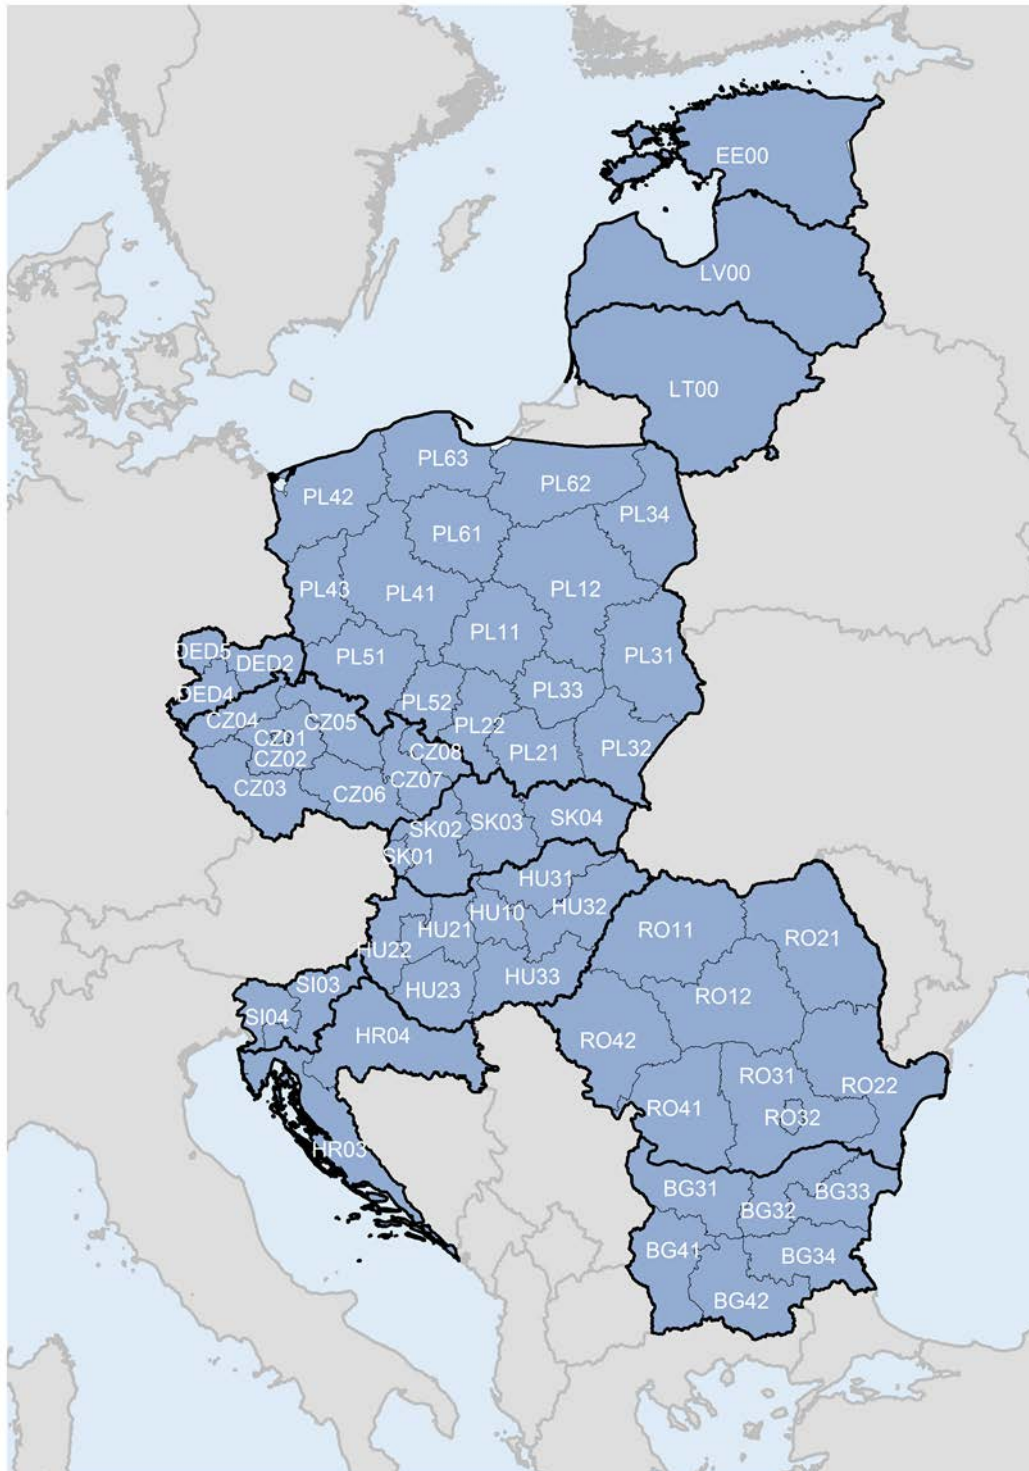 EE00
LV00
LT00
PL63
PL62
PL42
PL34
PL61
PL43
PL41
PL12
PL11
DED5
DED2
PL51
PL31
DED4
PL52
PL33
CZ04
CZ05
PL22
CZ01
CZ08
PL21
PL32
CZ02
CZ03
CZ07
CZ06
SK02
SK03
SK04
SK01
HU31
HU10
HU32
HU21
RO11
RO21
HU22
SI03
HU23
HU33
RO12
SI04
HR04
RO42
RO31
RO22
RO41
RO32
HR03
BG31
BG33
BG32
BG41
BG34
BG42